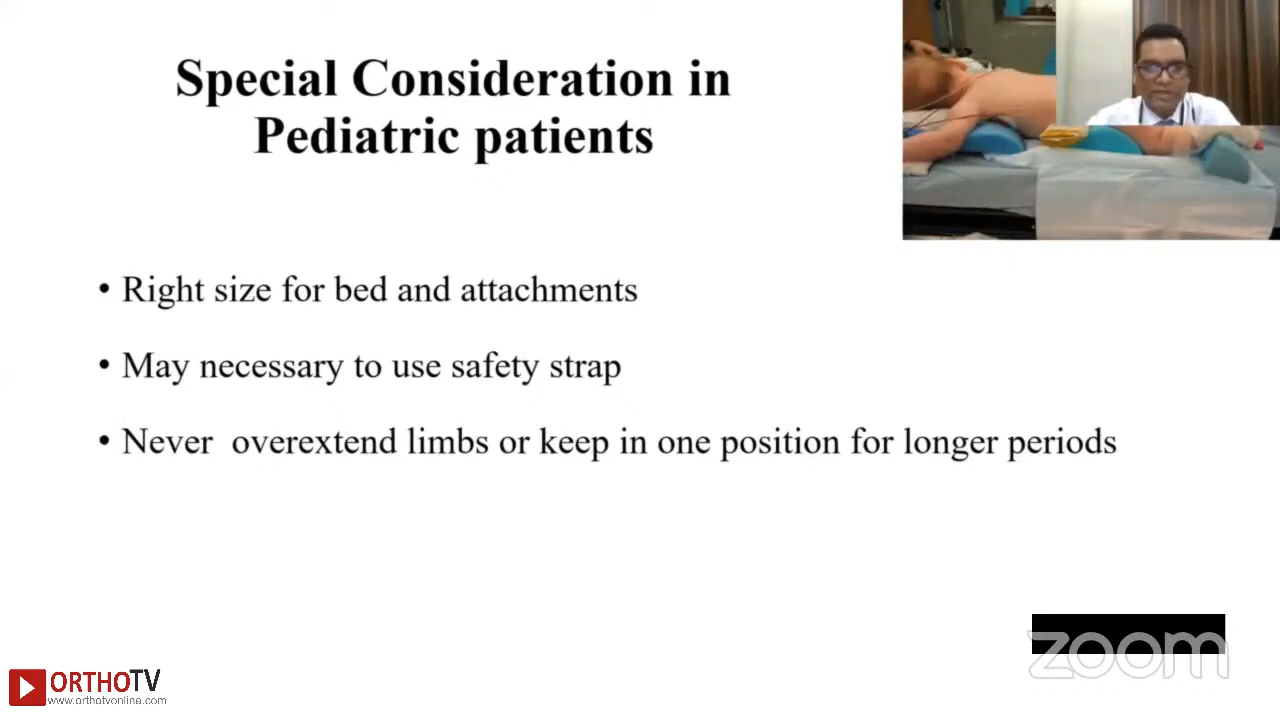 Special Consideration in
Pediatric patients
• Right size for bed and attachments
• May necessary to use safety strap
• Never overextend limbs or keep in one position for longer periods
zoom
ORTHOTV
www.orthotvonline.com